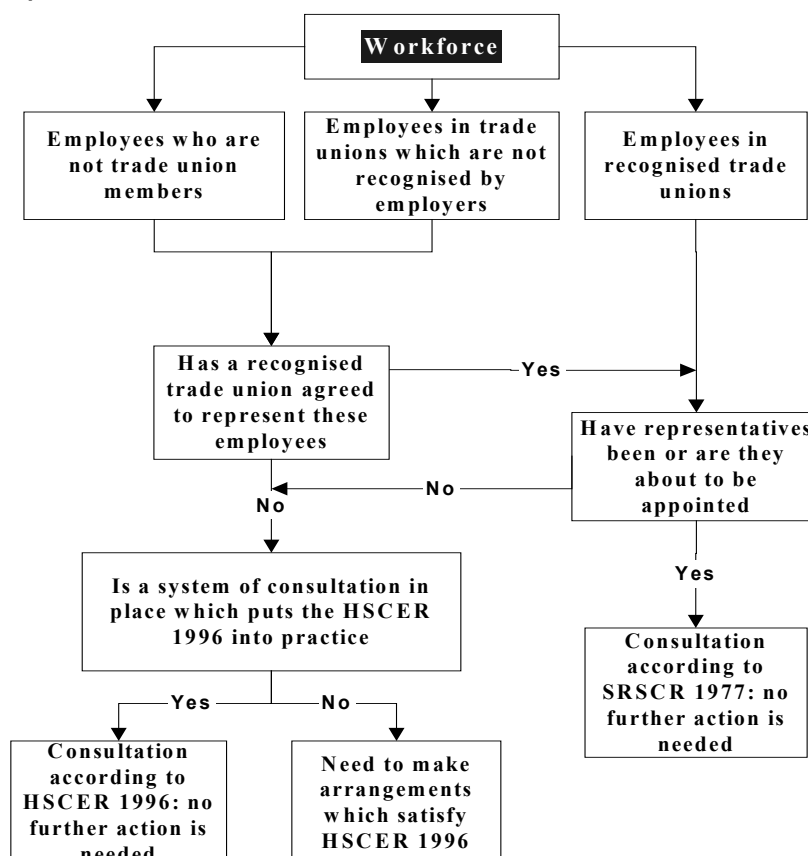 Workforce
Employees who are
not trade union
members
Employees in trade
unions which are not
recognised by
employers
Employees in
recognised trade
unions
Has a recognised
trade union agreed
to represent these
employees
Yes
Have representatives
been or are they
about to be
appointed
No
No
Yes
Is a system of consultation in
place which puts the HSCER
1996 into practice
Consultation
according to
SRSCR 1977: no
further action is
needed
Yes
No
Consultation
according to
HSCER 1996: no
further action is
needed
Need to make
arrangements
which satisfy
HSCER 1996